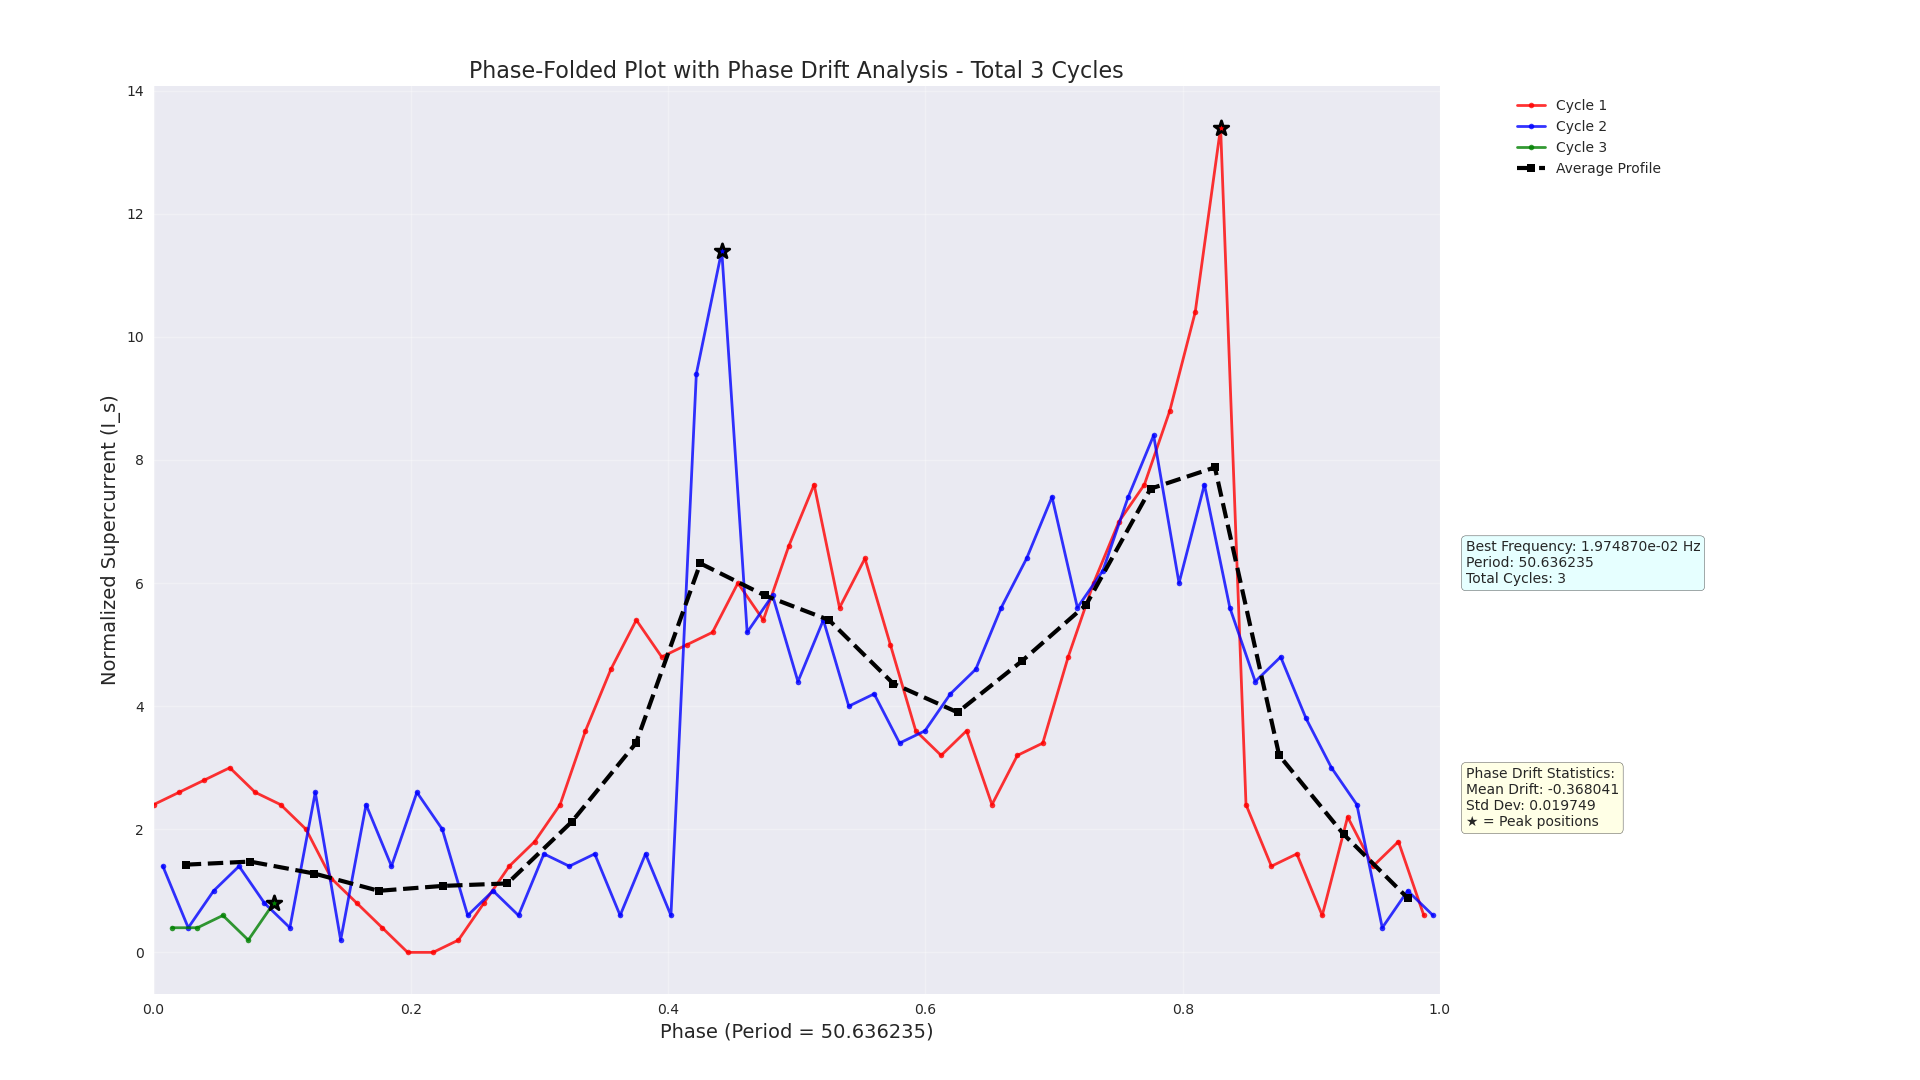 Phase-Folded Plot with Phase Drift Analysis - Total 3 Cycles
Normalized Supercurrent (I_s)
14
12
10
8
6
4
2
0
0.0 0.2 0.4 0.6 0.8 1.0
Phase (Period = 50.636235)
Cycle 1
Cycle 2
Cycle 3
Average Profile
Best Frequency: 1.974870e-02 Hz
Period: 50.636235
Total Cycles: 3
Phase Drift Statistics:
Mean Drift: -0.368041
Std Dev: 0.019749
★ = Peak positions